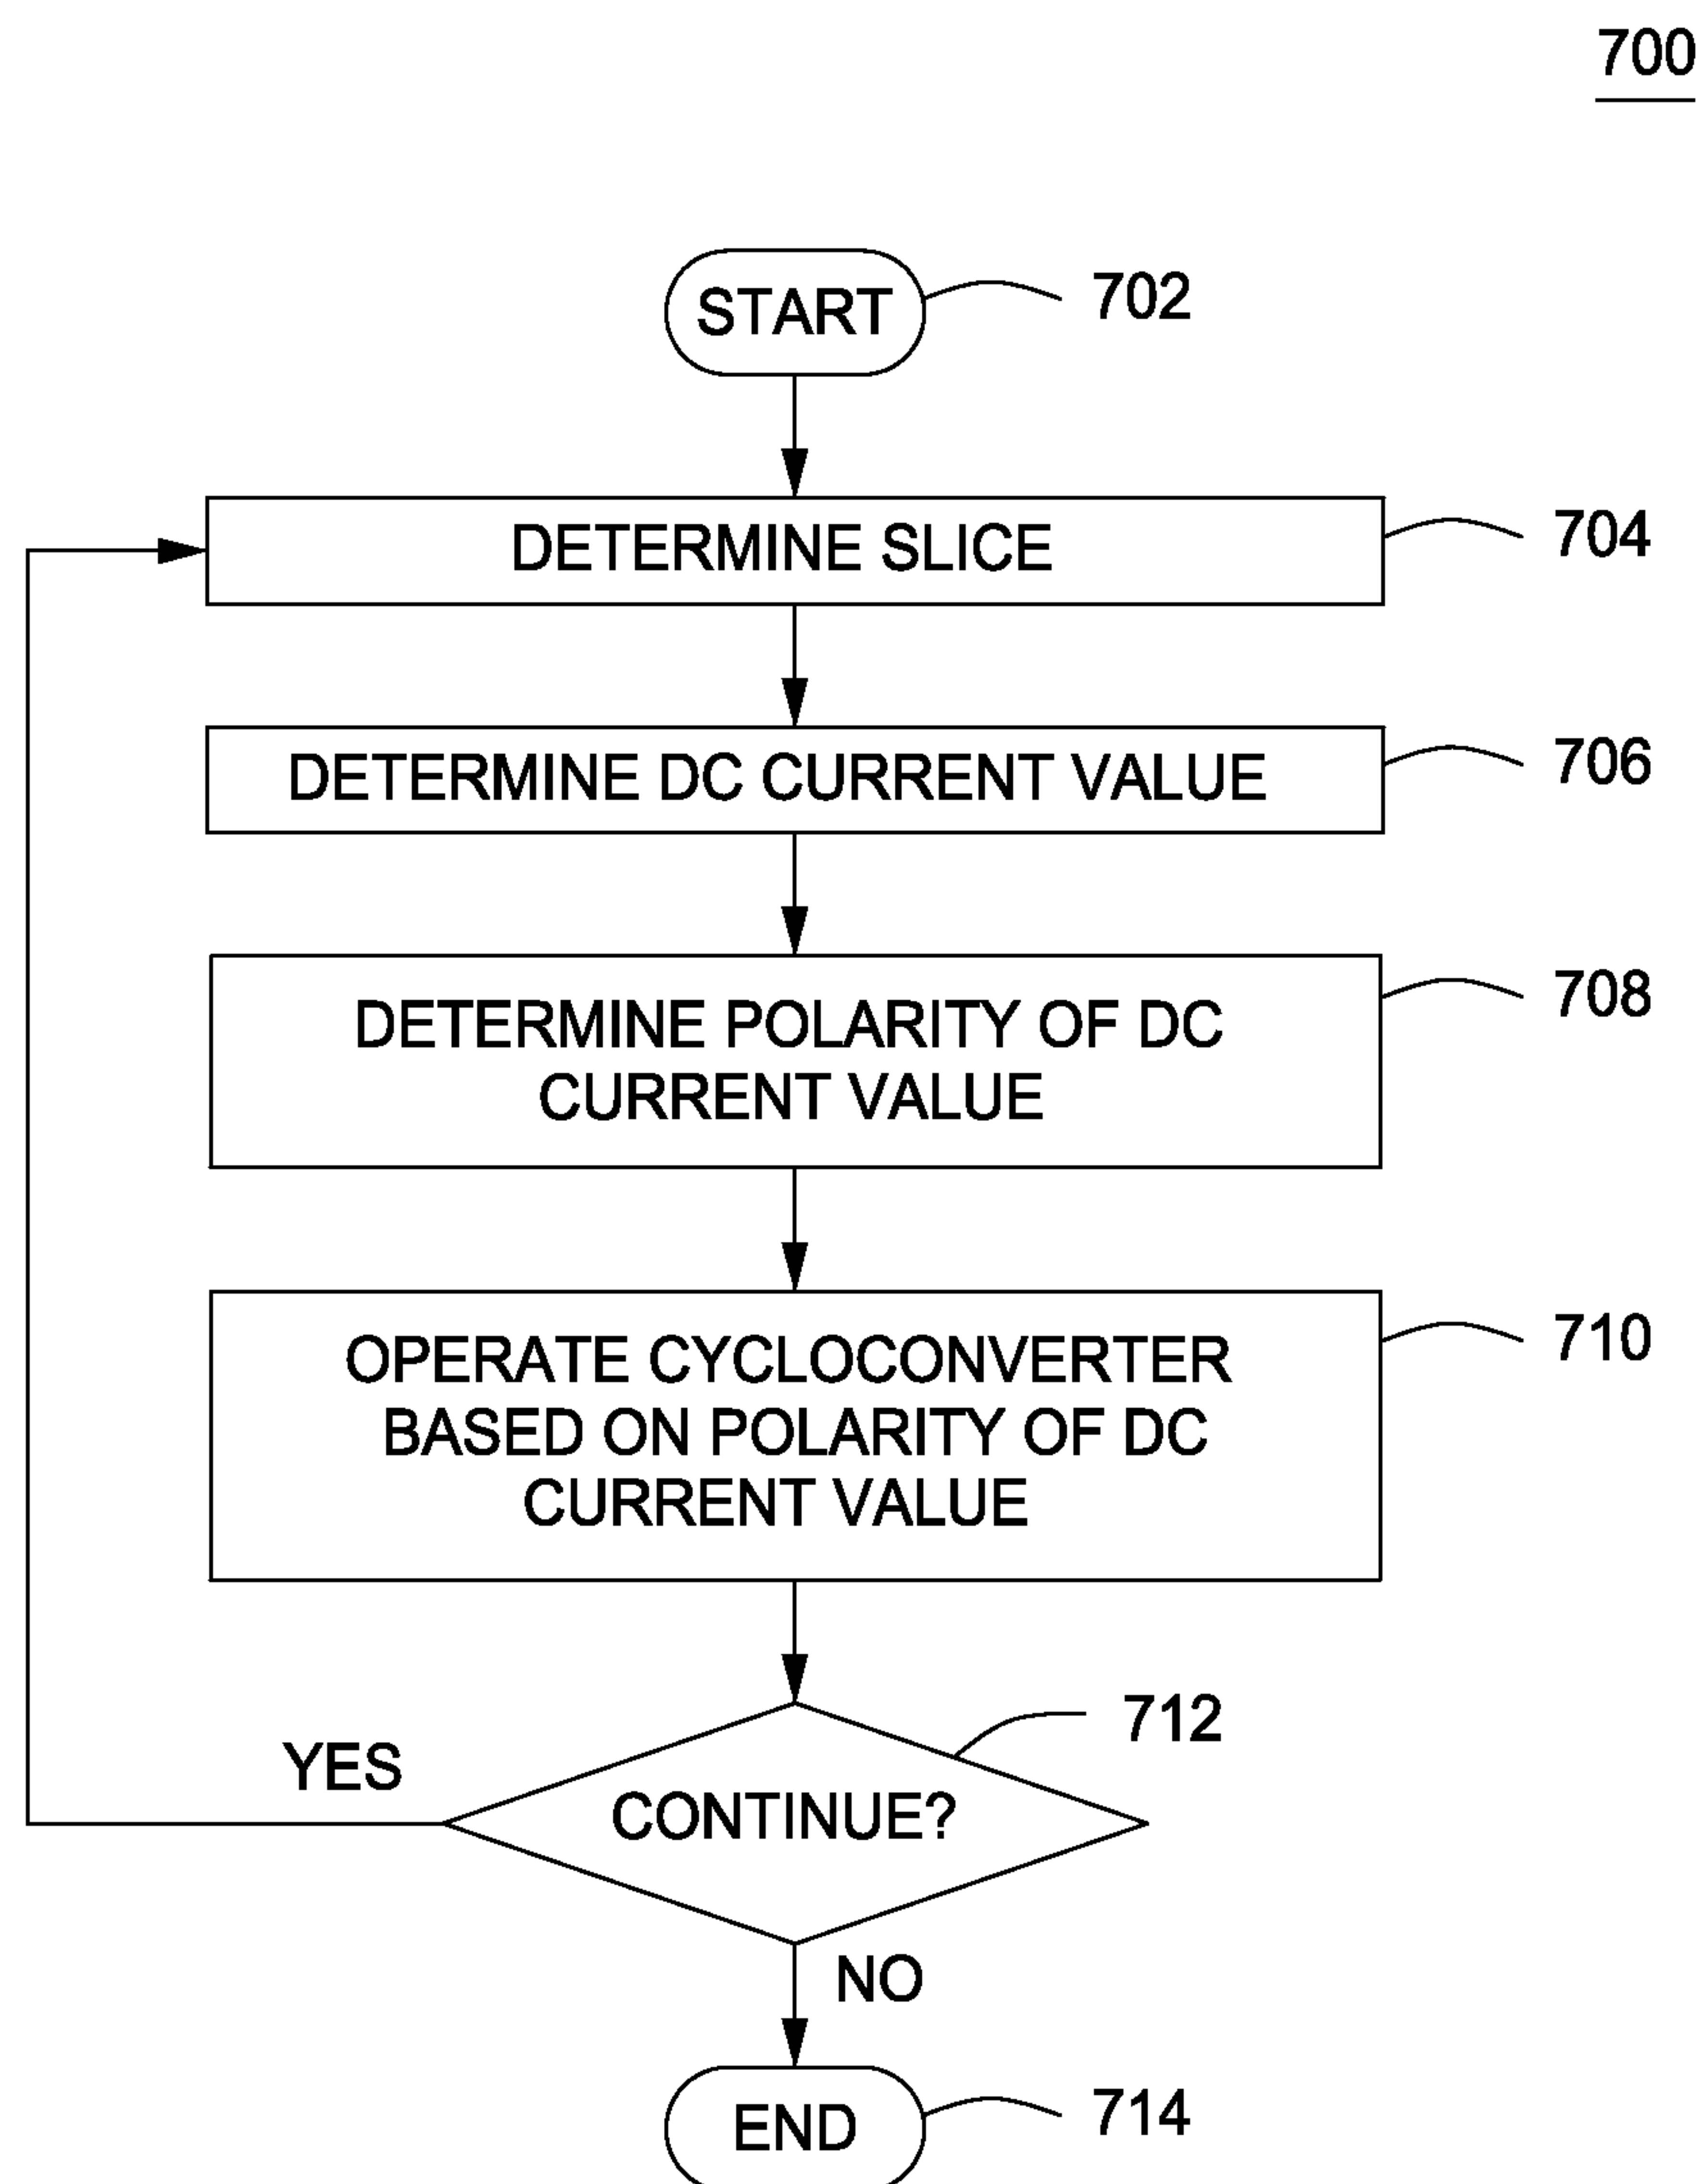 700
START
702
DETERMINE SLICE
704
DETERMINE DC CURRENT VALUE
706
DETERMINE POLARITY OF DC
CURRENT VALUE
708
OPERATE CYCLOCONVERTER
BASED ON POLARITY OF DC
CURRENT VALUE
710
712
YES
CONTINUE?
NO
END
714